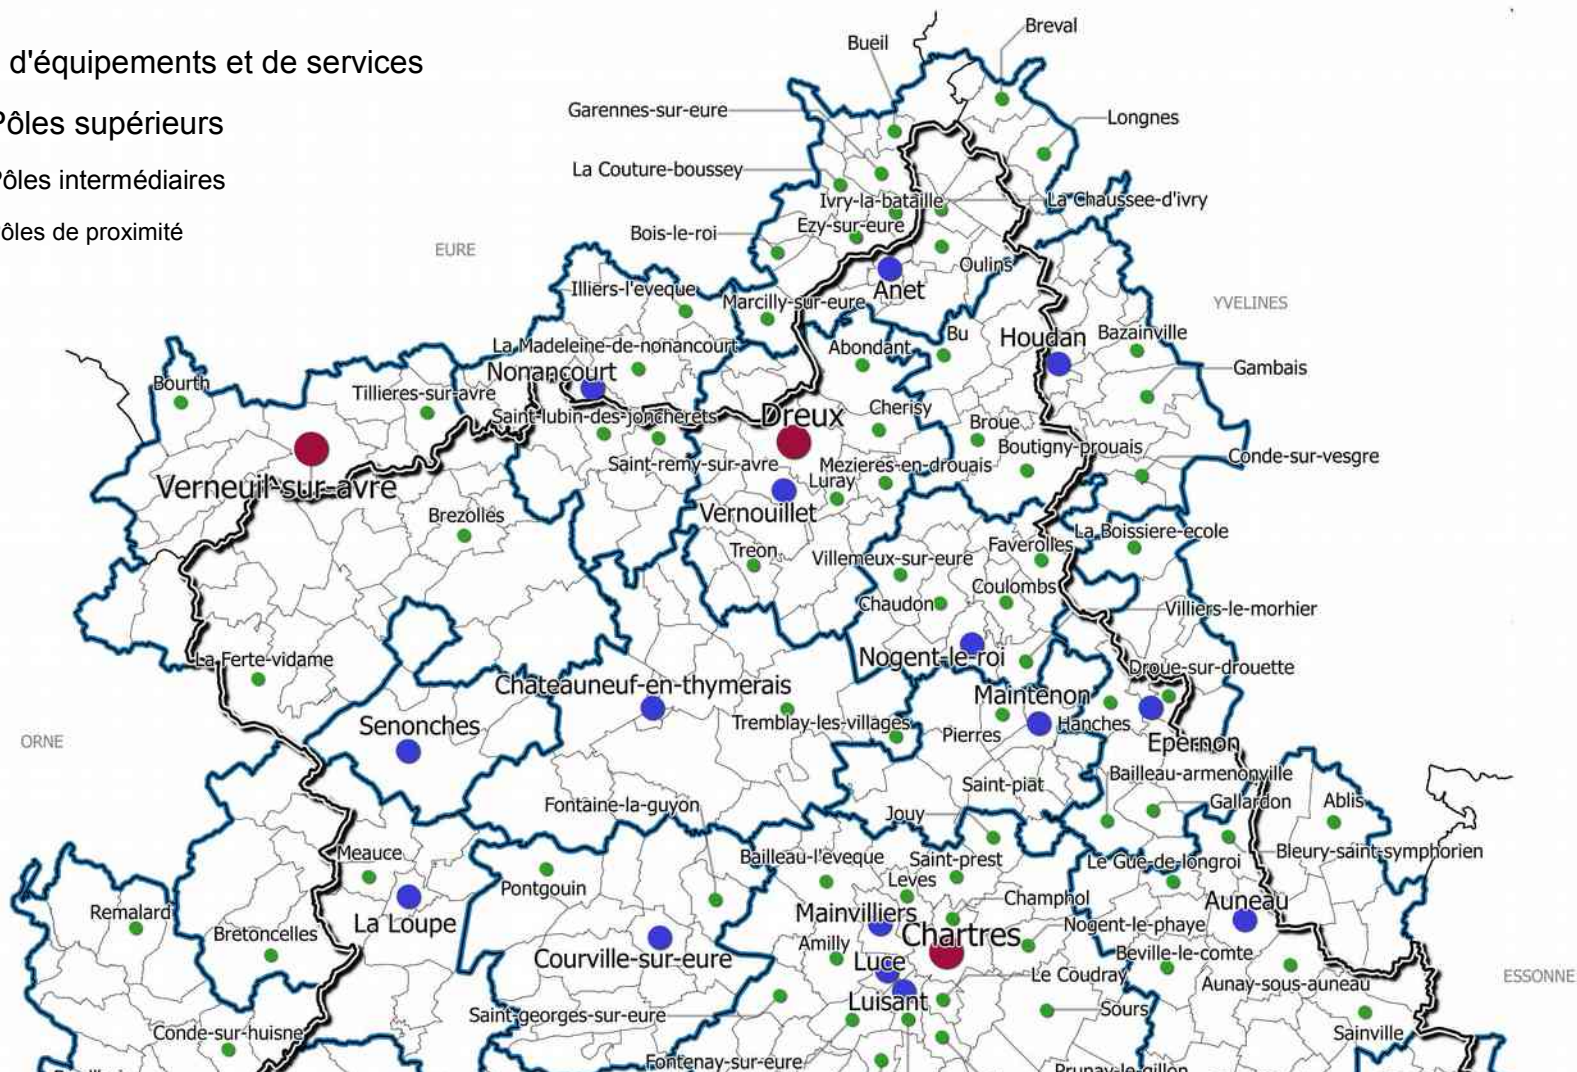 d'équipements et de services
Pôles supérieurs
Pôles intermédiaires
ôles de proximité
Breval
Bueil
Garennes-sur-eure
Longnes
La Couture-boussey
Ivry-la-bataille
La Chaussee-d'ivry
Ezy-sur-eure
Bois-le-roi
EURE
Oulins
Anet
Illiers-l'eveque
Marcilly-sur-eure
YVELINES
La Madeleine-de-nonancourt
Abondant
Bu
Houdan
Bazainville
Nonancourt
Gambais
Bourth
Tillieres-sur-avre
Saint-lubin-des-joncherets
Dreux
Cherisy
Broue
Boutigny-prouais
Conde-sur-vesgre
Saint-remy-sur-avre
Mezieres-en-drouais
Luray
Verneuil-sur-avre
Brezolles
Vernouillet
La Boissiere-ecole
Faverolles
Treon
Villemeux-sur-eure
Coulombs
Chaudon
Villiers-le-morhier
La Ferte-vidame
Nogent-le-roi
Droue-sur-drouette
Chateauneuf-en-thymerais
Maintenon
Senonches
Tremblay-les-villages
Pierres
Hanches
Epernon
ORNE
Bailleau-armenonville
Saint-piat
Fontaine-la-guyon
Gallardon
Ablis
Jouy
Meauce
Bailleau-l'eveque
Saint-prest
Le Gue-de-longroi
Bleury-saint-symphorien
Pontgouin
Leves
Champhol
Auneau
Remalard
La Loupe
Mainvilliers
Nogent-le-phaye
Bretoncelles
Chartres
Amilly
Beville-le-comte
Courville-sur-eure
Luce
Le Coudray
ESSONNE
Aunay-sous-auneau
Luisant
Saint-georges-sur-eure
Sours
Conde-sur-huisne
Sainville
Fontenay-sur-eure
Prunay-le-gillon